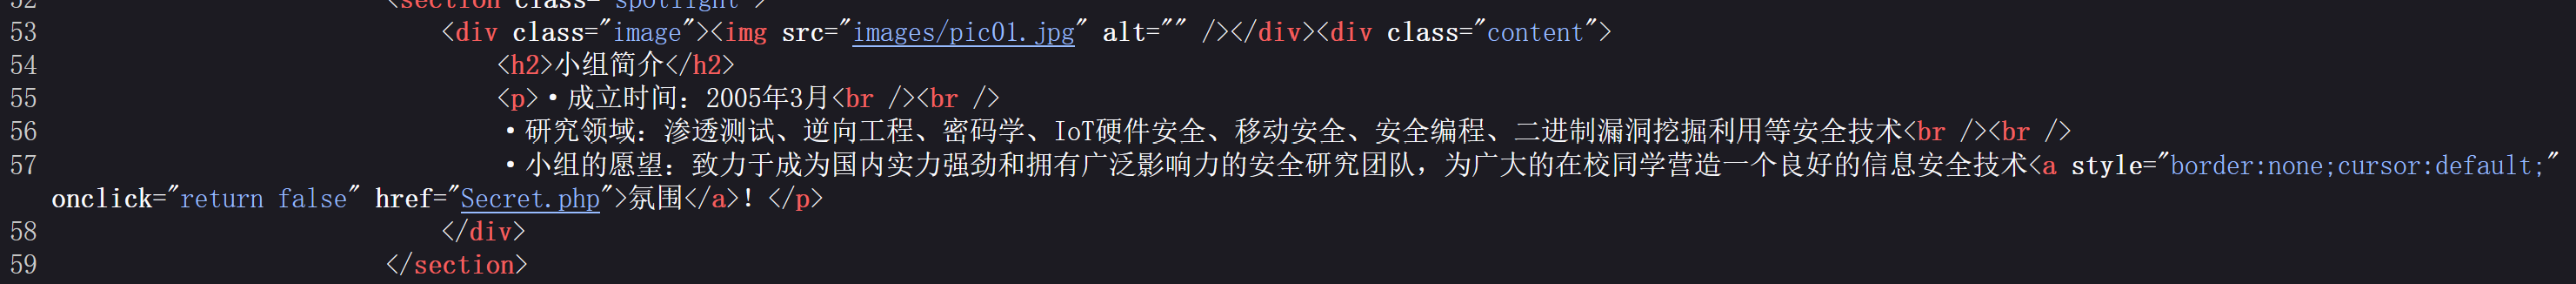 52 <section class="spotlight">
53 <div class="image"><img src="images/pic01.jpg" alt="" /></div><div class="content">
54 <h2>小组简介</h2>
55 <p>·成立时间：2005年3月<br /><br />
56 ·研究领域：渗透测试、逆向工程、密码学、IoT硬件安全、移动安全、安全编程、二进制漏洞挖掘利用等安全技术<br /><br />
57 ·小组的愿望：致力于成为国内实力强劲和拥有广泛影响力的安全研究团队，为广大的在校同学营造一个良好的信息安全技术<a style="border:none;cursor:default;"
onclick="return false" href="Secret.php">氛围</a>！</p>
58 </div>
59 </section>